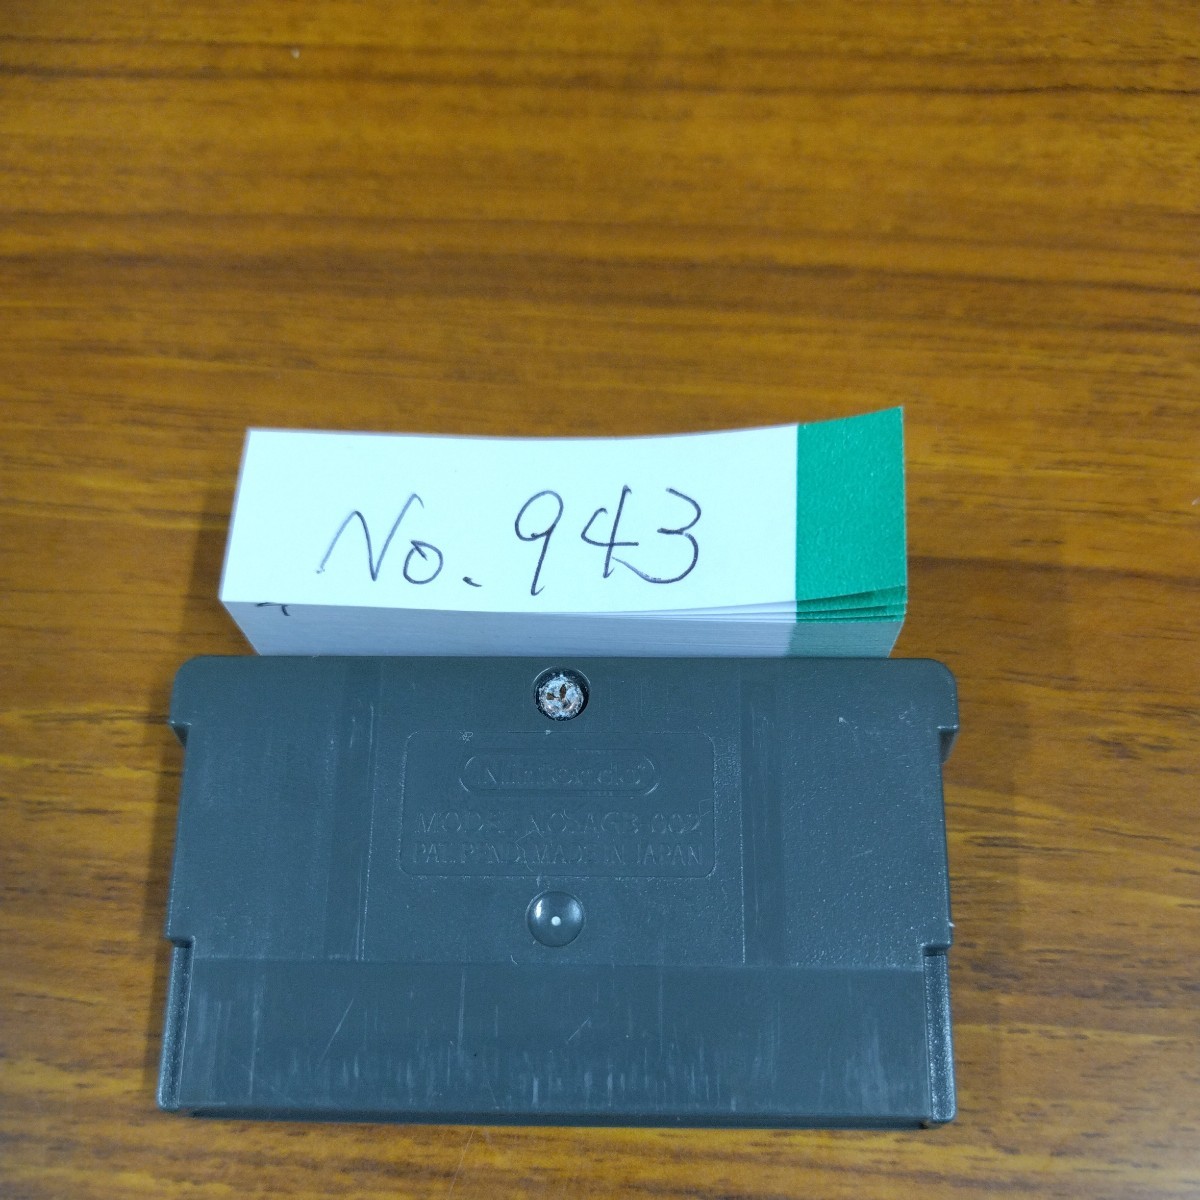 No. 943
Nintendo
MODEL NO. AGB-002
PAT. PEND. MADE IN JAPAN